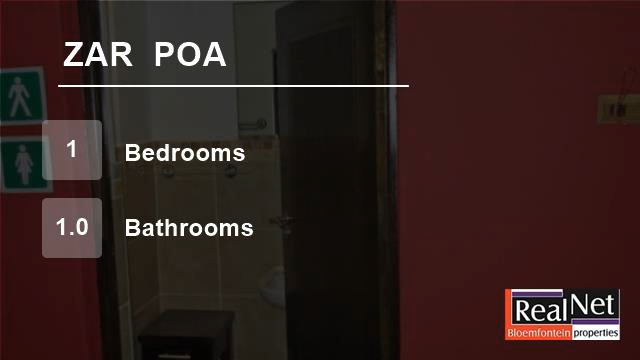 ZAR POA
1 Bedrooms
1.0 Bathrooms
RealNet
Bloemfontein properties